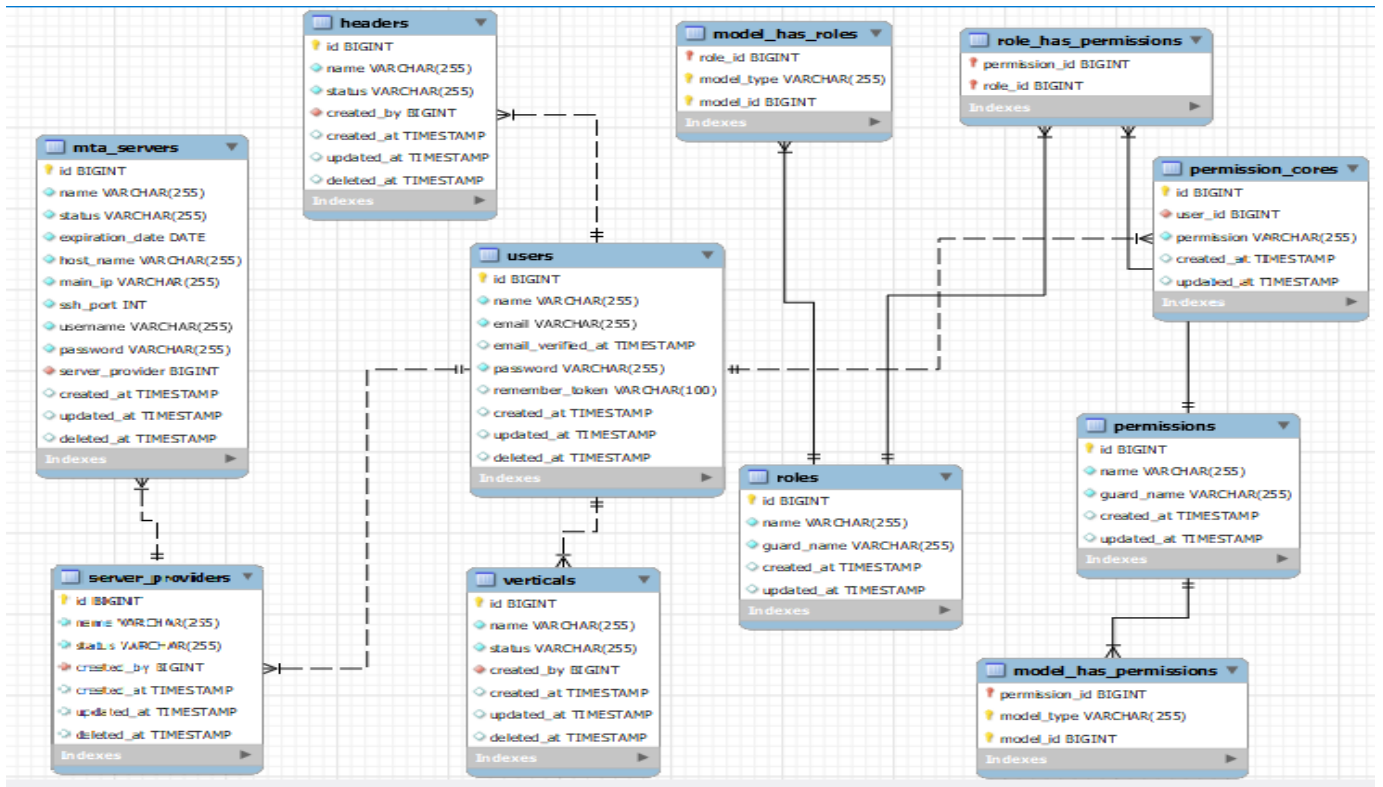 headers
id BIGINT
name VARCHAR(255)
status VARCHAR(255)
created_by BIGINT
created_at TIMESTAMP
updated_at TIMESTAMP
deleted_at TIMESTAMP
Indexes
model_has_roles
role_id BIGINT
model_type VARCHAR(255)
model_id BIGINT
Indexes
role_has_permissions
permission_id BIGINT
role_id BIGINT
Indexes
mta_servers
id BIGINT
name VARCHAR(255)
status VARCHAR(255)
expiration_date DATE
host_name VARCHAR(255)
main_ip VARCHAR(255)
ssh_port INT
username VARCHAR(255)
password VARCHAR(255)
server_provider BIGINT
created_at TIMESTAMP
updated_at TIMESTAMP
deleted_at TIMESTAMP
Indexes
permission_cores
id BIGINT
user_id BIGINT
permission VARCHAR(255)
created_at TIMESTAMP
updated_at TIMESTAMP
Indexes
users
id BIGINT
name VARCHAR(255)
email VARCHAR(255)
email_verified_at TIMESTAMP
password VARCHAR(255)
remember_token VARCHAR(100)
created_at TIMESTAMP
updated_at TIMESTAMP
deleted_at TIMESTAMP
Indexes
permissions
id BIGINT
name VARCHAR(255)
guard_name VARCHAR(255)
created_at TIMESTAMP
updated_at TIMESTAMP
Indexes
roles
id BIGINT
name VARCHAR(255)
guard_name VARCHAR(255)
created_at TIMESTAMP
updated_at TIMESTAMP
Indexes
server_providers
id BIGINT
name VARCHAR(255)
status VARCHAR(255)
created_by BIGINT
created_at TIMESTAMP
updated_at TIMESTAMP
deleted_at TIMESTAMP
Indexes
verticals
id BIGINT
name VARCHAR(255)
status VARCHAR(255)
created_by BIGINT
created_at TIMESTAMP
updated_at TIMESTAMP
deleted_at TIMESTAMP
Indexes
model_has_permissions
permission_id BIGINT
model_type VARCHAR(255)
model_id BIGINT
Indexes